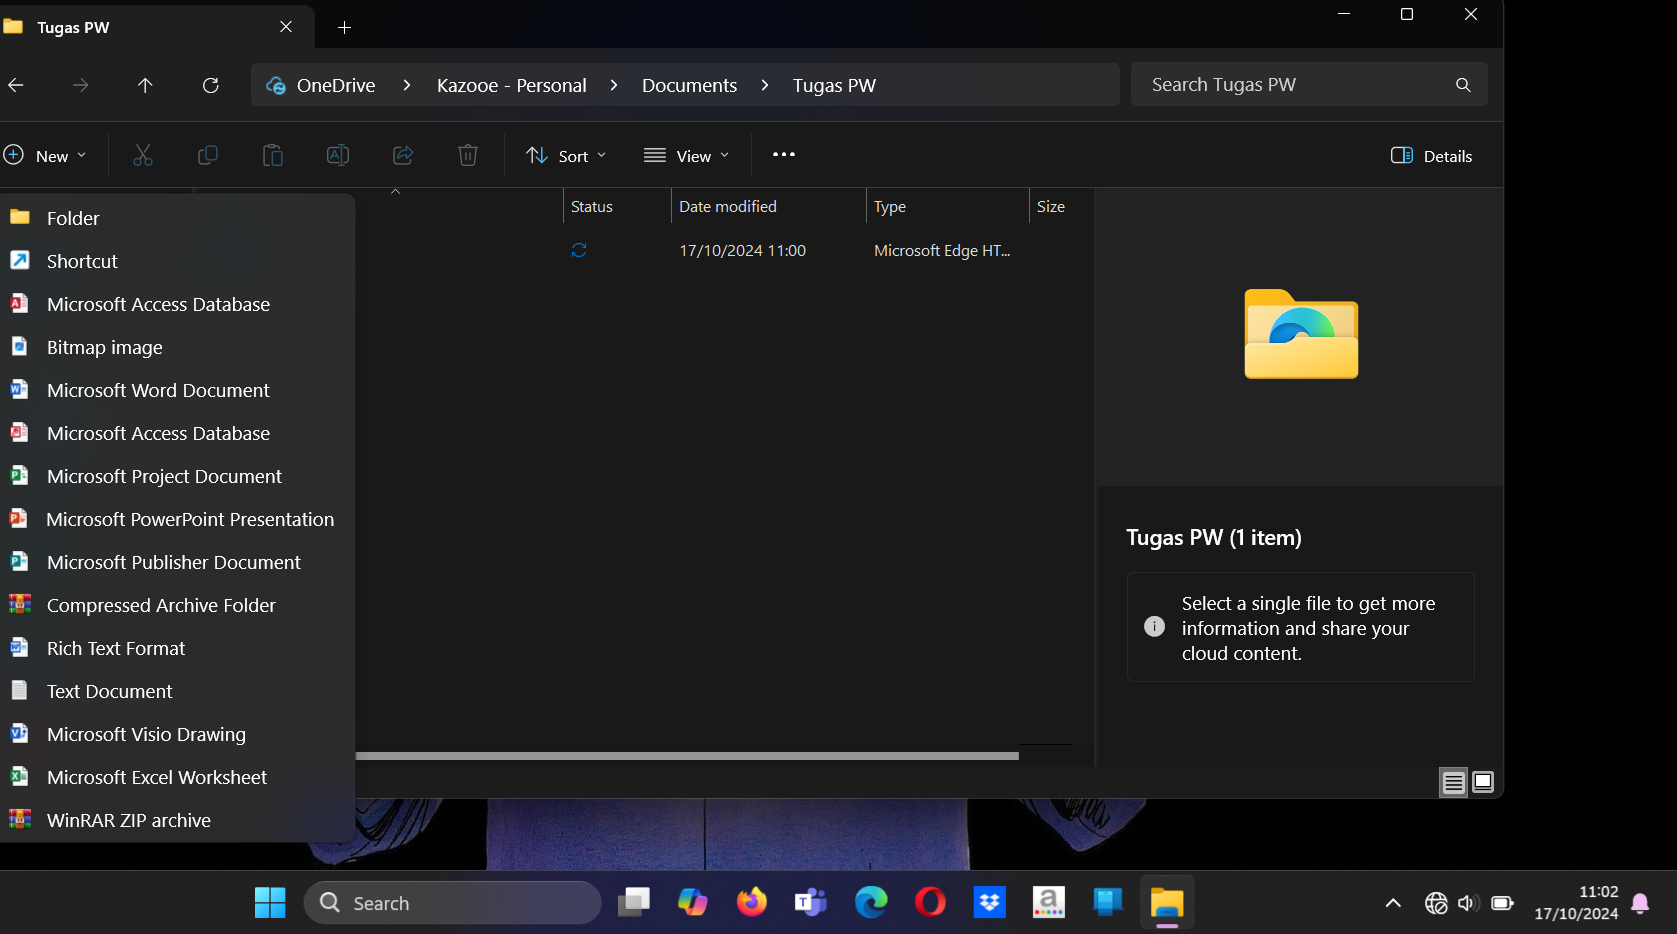 Tugas PW
OneDrive > Kazooe - Personal > Documents > Tugas PW
Search Tugas PW
New
Sort
View
Details
Folder
Shortcut
Microsoft Access Database
Bitmap image
Microsoft Word Document
Microsoft Access Database
Microsoft Project Document
Microsoft PowerPoint Presentation
Microsoft Publisher Document
Compressed Archive Folder
Rich Text Format
Text Document
Microsoft Visio Drawing
Microsoft Excel Worksheet
WinRAR ZIP archive
Status Date modified Type Size
17/10/2024 11:00 Microsoft Edge HT...
Tugas PW (1 item)
Select a single file to get more
information and share your
cloud content.
Search
11:02
17/10/2024